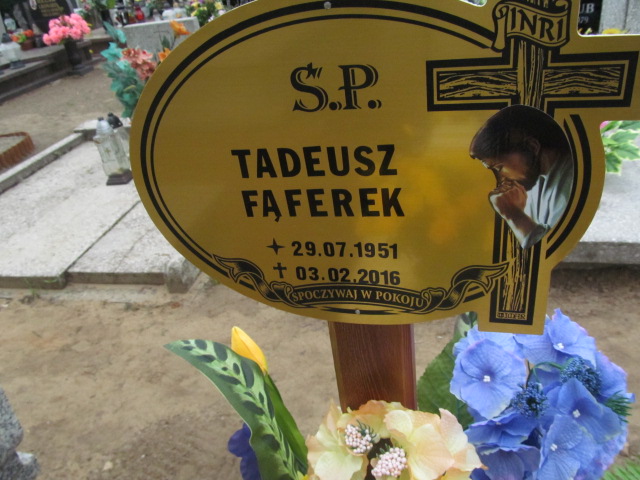 INRI
Ś.P.
TADEUSZ
FĄFEREK
29.07.1951
03.02.2016
SPOCZYWAJ W POKOJU